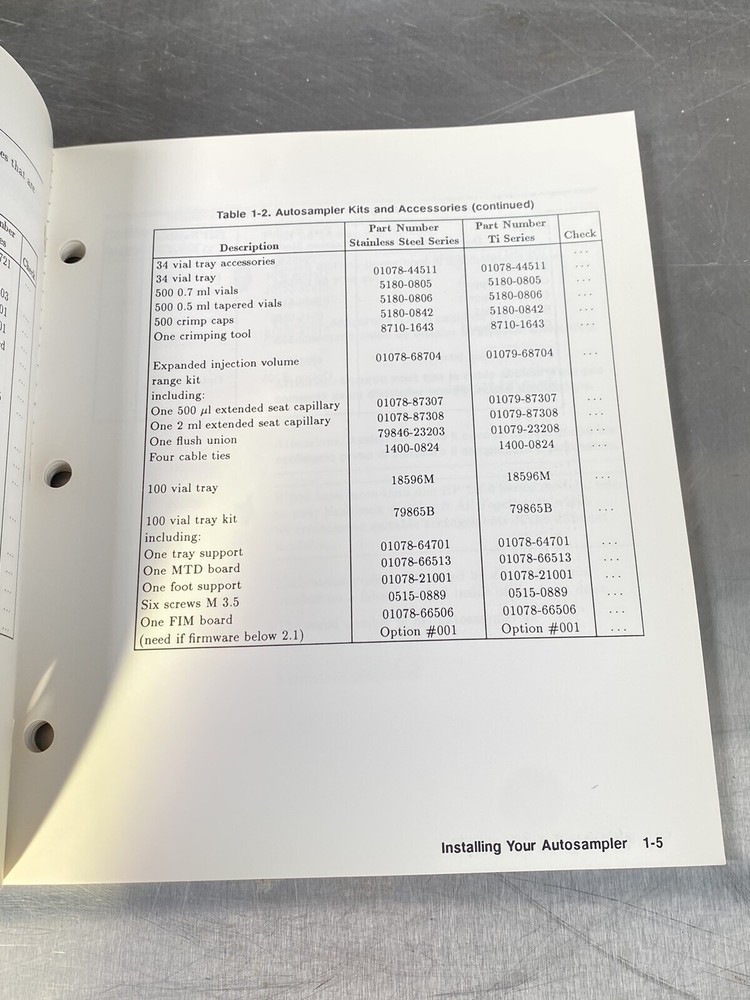 es that are
Check
Table 1-2. Autosampler Kits and Accessories (continued)
Description Part Number Stainless Steel Series Part Number Ti Series Check
34 vial tray accessories ...
34 vial tray 01078-44511 01078-44511 ...
500 0.7 ml vials 5180-0805 5180-0805 ...
500 0.5 ml tapered vials 5180-0806 5180-0806 ...
500 crimp caps 5180-0842 5180-0842 ...
One crimping tool 8710-1643 8710-1643 ...
Expanded injection volume 01078-68704 01079-68704 ...
range kit
including:
One 500 µl extended seat capillary 01078-87307 01079-87307 ...
One 2 ml extended seat capillary 01078-87308 01079-87308 ...
One flush union 79846-23203 01079-23208 ...
Four cable ties 1400-0824 1400-0824 ...
100 vial tray 18596M 18596M ...
100 vial tray kit 79865B 79865B ...
including:
One tray support 01078-64701 01078-64701 ...
One MTD board 01078-66513 01078-66513 ...
One foot support 01078-21001 01078-21001 ...
Six screws M 3.5 0515-0889 0515-0889 ...
One FIM board 01078-66506 01078-66506 ...
(need if firmware below 2.1) Option #001 Option #001 ...
Installing Your Autosampler 1-5